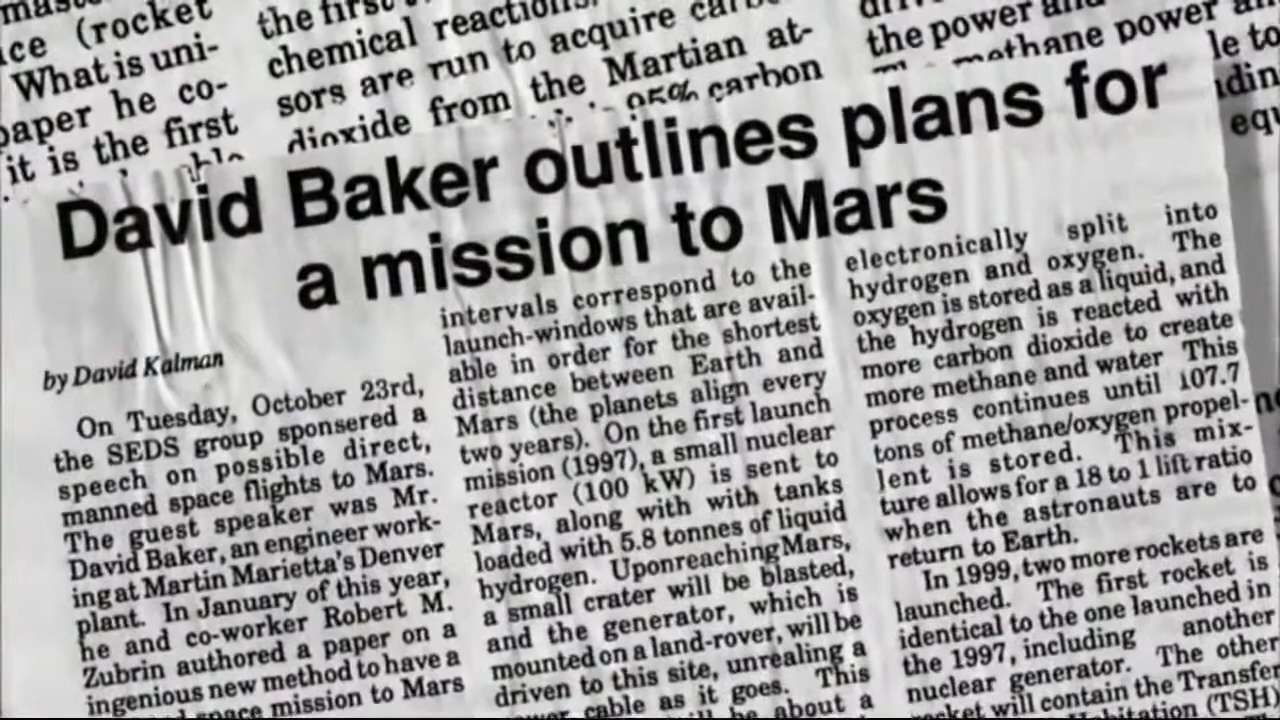 ce (rocket
What is uni-
paper he co-
it is the first
the first
chemical reactions.
sors are run to acquire
dioxide from the Martian at-
95% carbon
the power and
methane power
le to
David Baker outlines plans for
a mission to Mars
by David Kalman
On Tuesday, October 23rd,
the SEDS group sponsered a
speech on possible direct,
manned space flights to Mars.
The guest speaker was Mr.
David Baker, an engineer work-
ing at Martin Marietta's Denver
plant. In January of this year,
he and co-worker Robert M.
Zubrin authored a paper on a
ingenious new method to have a
space mission to Mars
intervals correspond to the
launch-windows that are avail-
able in order for the shortest
distance between Earth and
Mars (the planets align every
two years). On the first launch
mission (1997), a small nuclear
reactor (100 kW) is sent to
Mars, along with with tanks
loaded with 5.8 tonnes of liquid
hydrogen. Uponreaching Mars,
a small crater will be blasted,
and the generator, which is
mounted on a land-rover, will be
driven to this site, unrealing a
cable as it goes. This
be about a
electronically split into
hydrogen and oxygen. The
oxygen is stored as a liquid, and
the hydrogen is reacted with
more carbon dioxide to create
more methane and water This
process continues until 107.7
tons of methane/oxygen propel-
lent is stored. This mix-
ture allows for a 18 to 1 lift ratio
when the astronauts are to
return to Earth.
In 1999, two more rockets are
launched. The first rocket is
identical to the one launched in
the 1997, including another
nuclear generator. The other
rocket will contain the Transfer
Habitation (TSH)